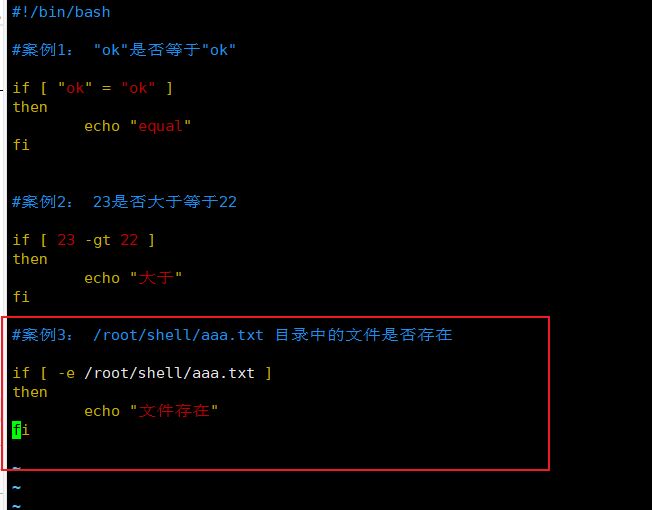 #!/bin/bash
#案例1： "ok"是否等于"ok"
if [ "ok" = "ok" ]
then
        echo "equal"
fi
#案例2： 23是否大于等于22
if [ 23 -gt 22 ]
then
        echo "大于"
fi
#案例3： /root/shell/aaa.txt 目录中的文件是否存在
if [ -e /root/shell/aaa.txt ]
then
        echo "文件存在"
fi
~
~
~